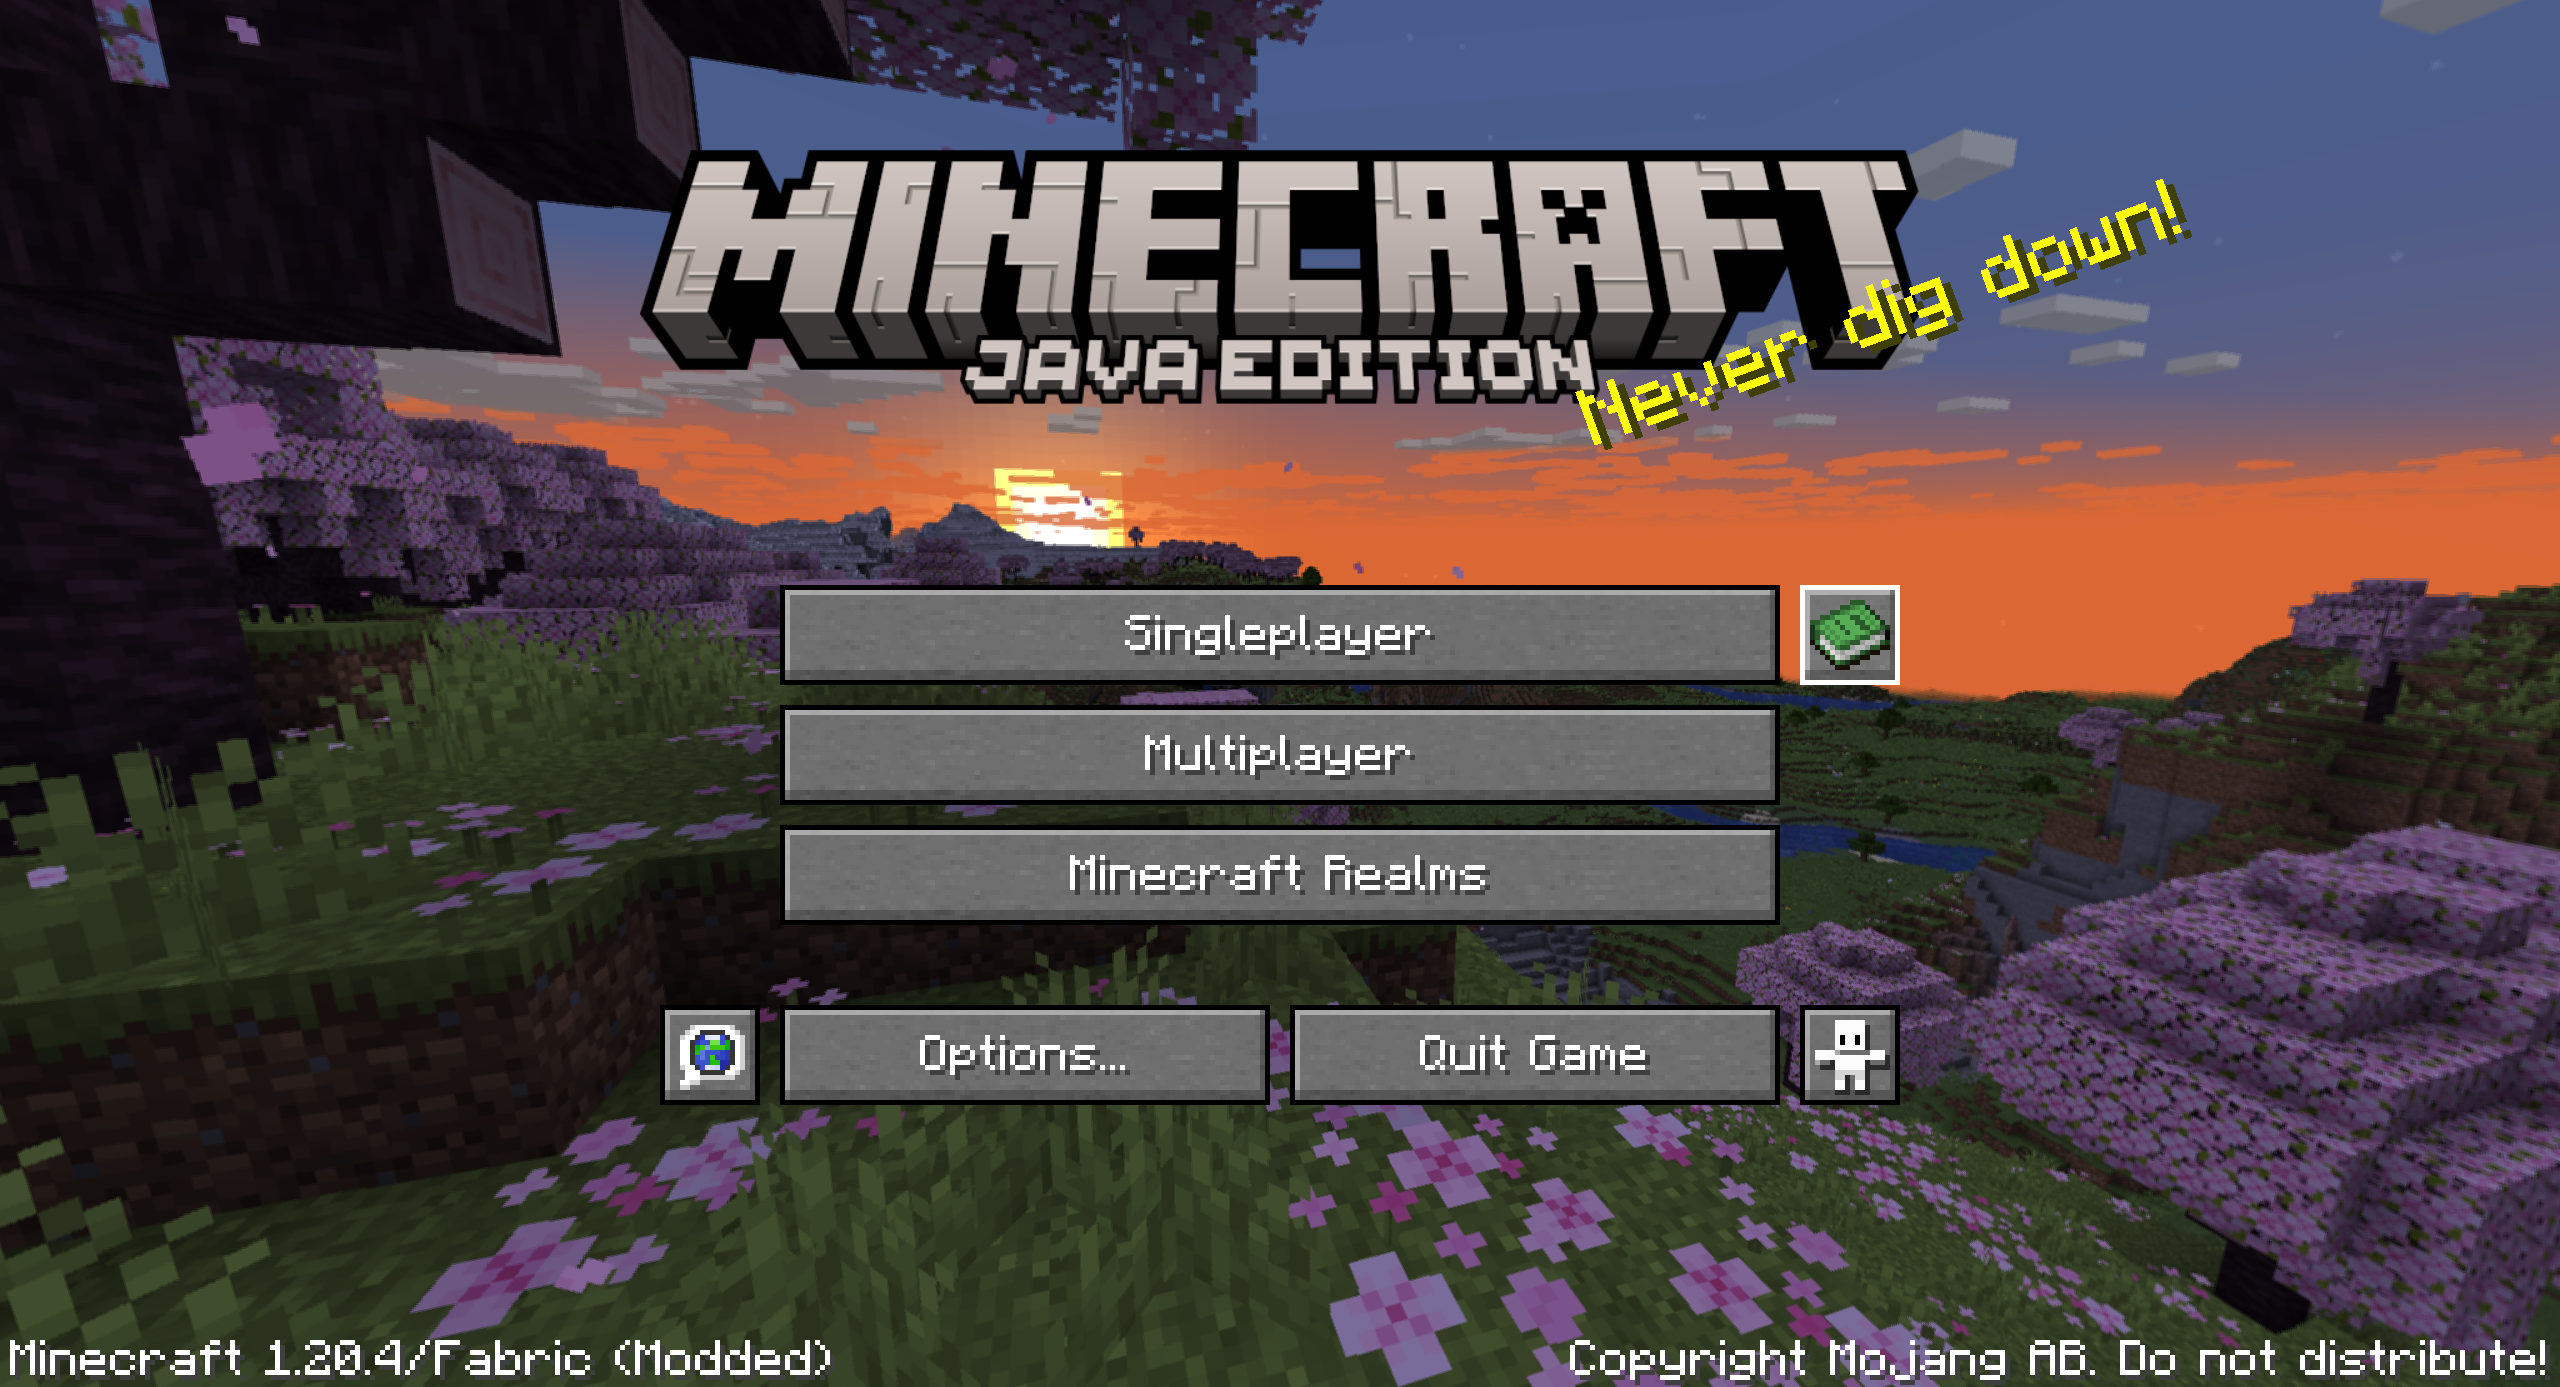 MINECRAFT
JAVA EDITION
Never dig down!
Singleplayer
Multiplayer
Minecraft Realms
Options...
Quit Game
Minecraft 1.20.4/Fabric (Modded)
Copyright Mojang AB. Do not distribute!